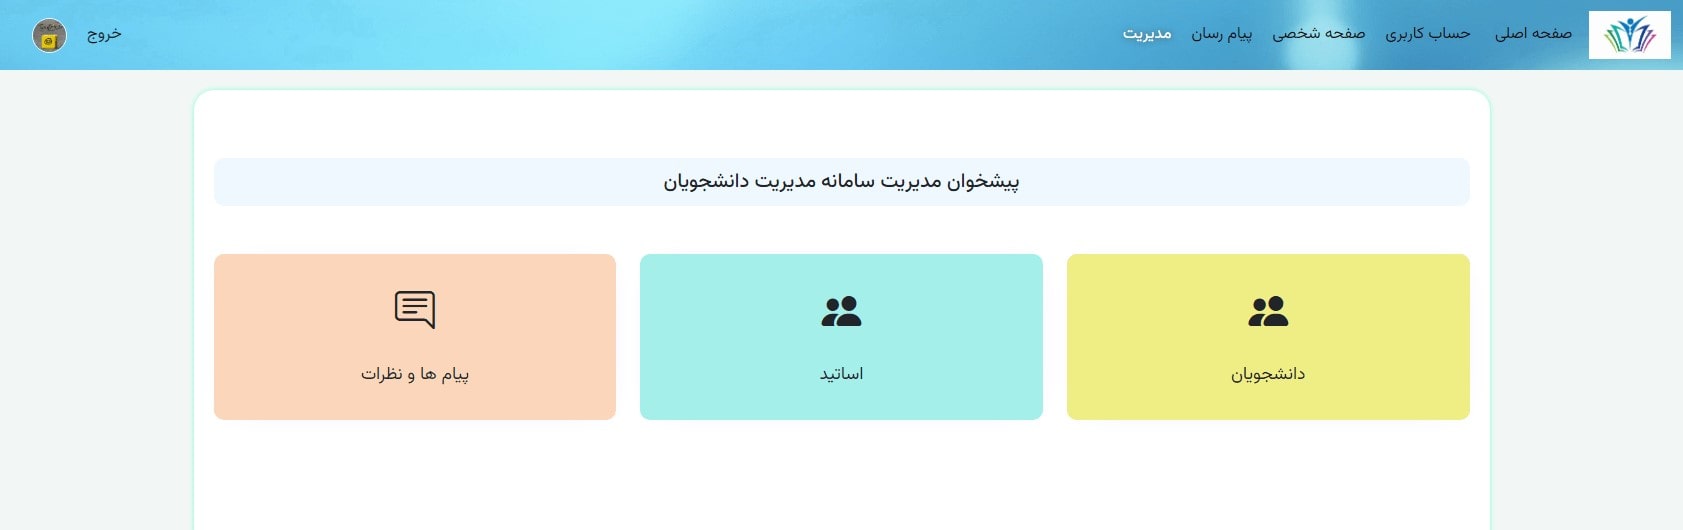 صفحه اصلی
حساب کاربری
صفحه شخصی
پیام رسان
مدیریت
خروج
پیشخوان مدیریت سامانه مدیریت دانشجویان
دانشجویان
اساتید
پیام ها و نظرات